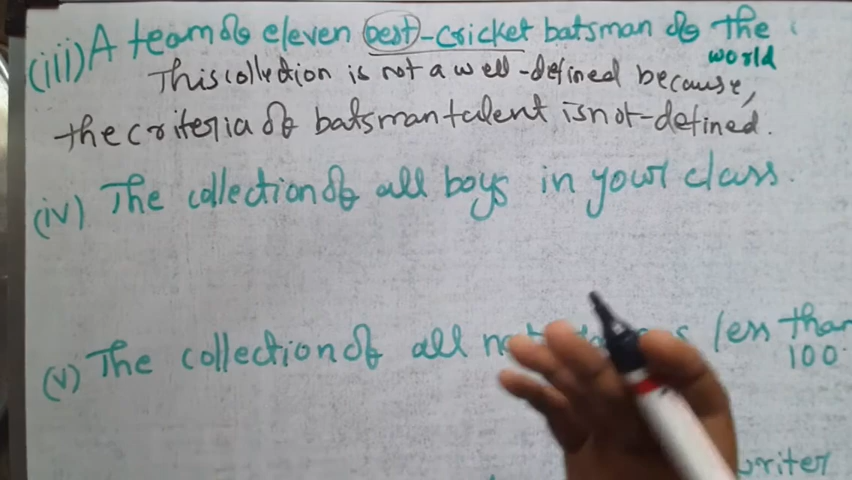 (iii) A team of eleven best-cricket batsman of the
world
This collection is not a well-defined because,
the criteria of batsman talent is not-defined.
(iv) The collection of all boys in your class.
(v) The collection of all less than
100
writer